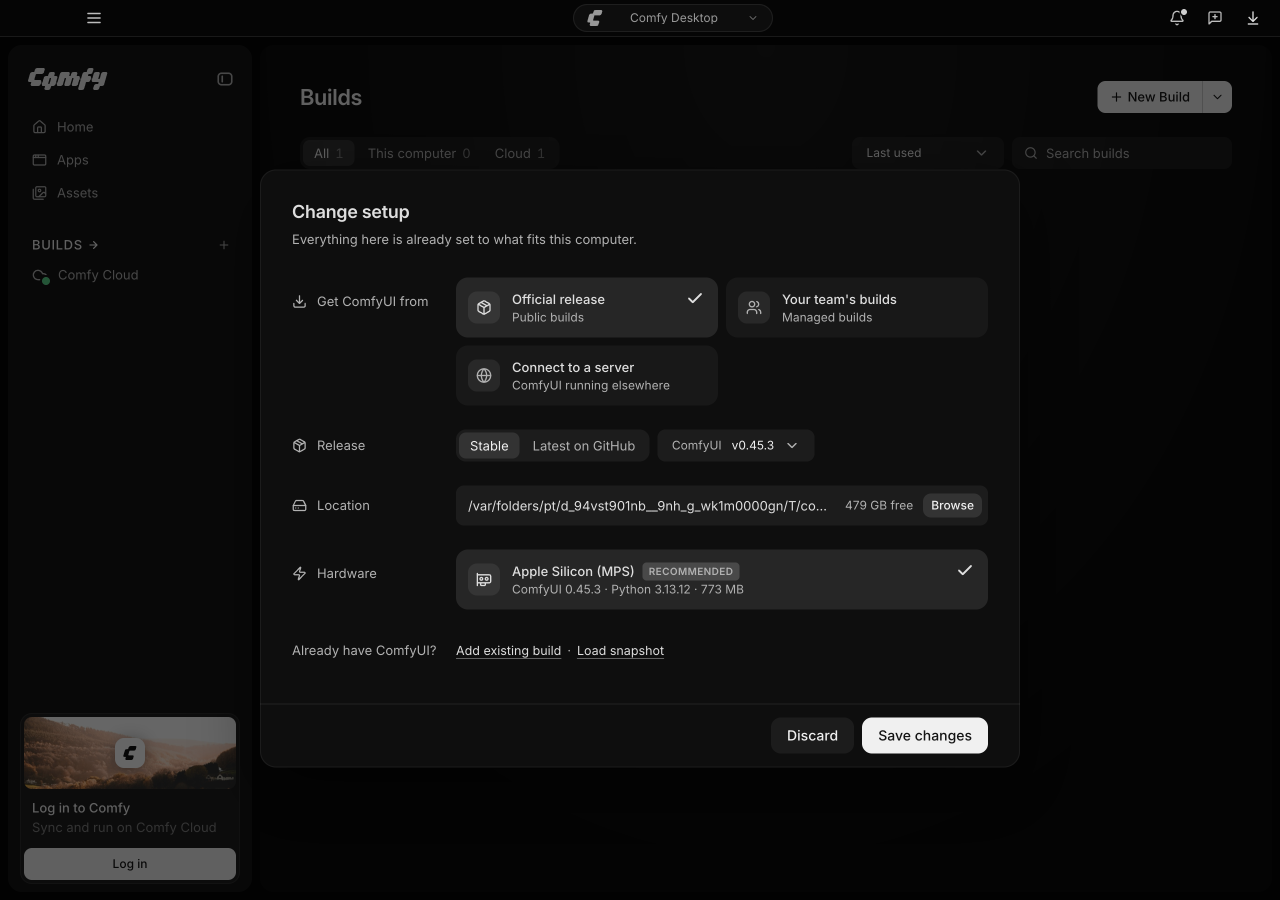 Comfy Desktop
Comfy
Home
Apps
Assets
BUILDS
Comfy Cloud
Builds
New Build
All 1
This computer 0
Cloud 1
Last used
Search builds
Change setup
Everything here is already set to what fits this computer.
Get ComfyUI from
Official release
Public builds
Your team's builds
Managed builds
Connect to a server
ComfyUI running elsewhere
Release
Stable
Latest on GitHub
ComfyUI v0.45.3
Location
/var/folders/pt/d_94vst901nb__9nh_g_wk1m0000gn/T/co...
479 GB free
Browse
Hardware
Apple Silicon (MPS) RECOMMENDED
ComfyUI 0.45.3 · Python 3.13.12 · 773 MB
Already have ComfyUI?
Add existing build · Load snapshot
Discard
Save changes
Log in to Comfy
Sync and run on Comfy Cloud
Log in